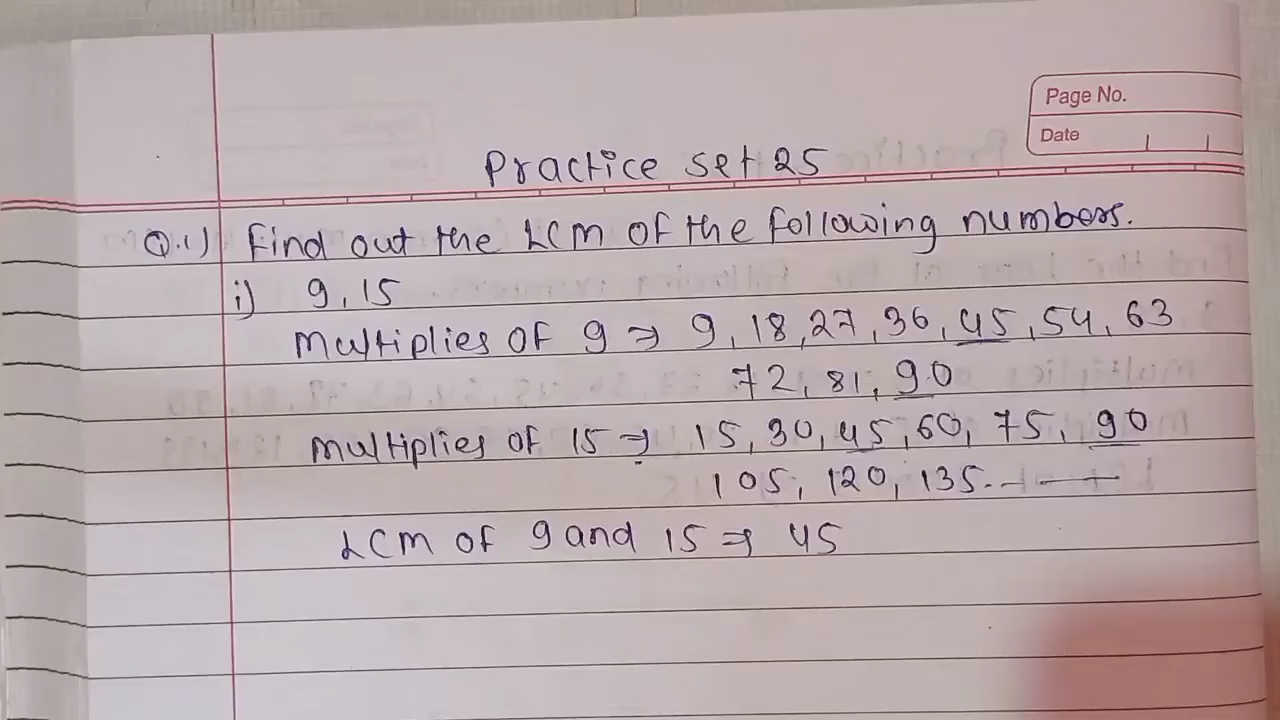 Page No.
Date
Practice set 25
Q.1) Find out the LCM of the following numbers.
i) 9, 15
Multiplies of 9 ⇒ 9, 18, 27, 36, 45, 54, 63
72, 81, 90
Multiplies of 15 ⇒ 15, 30, 45, 60, 75, 90
105, 120, 135.----
LCM of 9 and 15 ⇒ 45